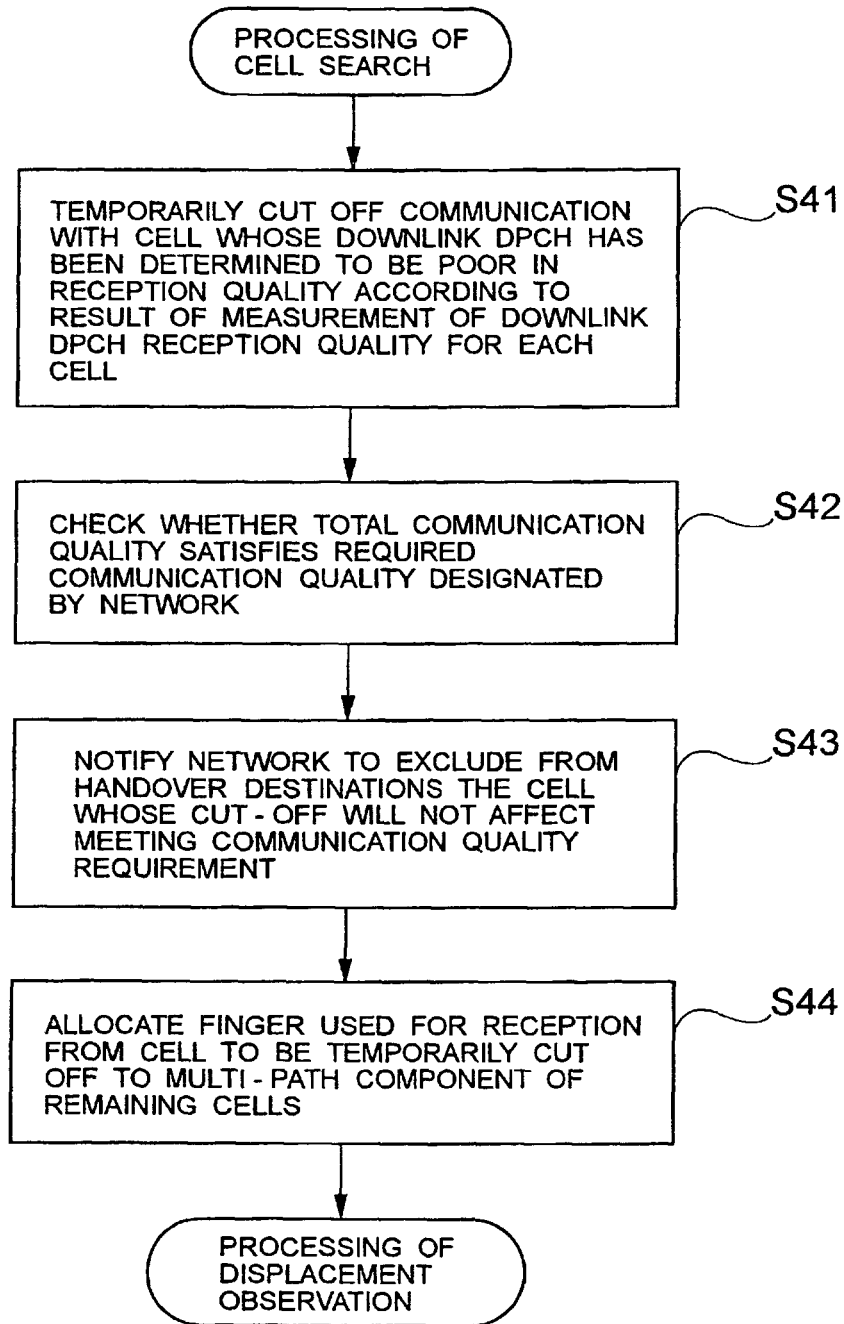 PROCESSING OF
CELL SEARCH
TEMPORARILY CUT OFF COMMUNICATION
WITH CELL WHOSE DOWNLINK DPCH HAS
BEEN DETERMINED TO BE POOR IN
RECEPTION QUALITY ACCORDING TO
RESULT OF MEASUREMENT OF DOWNLINK
DPCH RECEPTION QUALITY FOR EACH
CELL
S41
CHECK WHETHER TOTAL COMMUNICATION
QUALITY SATISFIES REQUIRED
COMMUNICATION QUALITY DESIGNATED
BY NETWORK
S42
NOTIFY NETWORK TO EXCLUDE FROM
HANDOVER DESTINATIONS THE CELL
WHOSE CUT-OFF WILL NOT AFFECT
MEETING COMMUNICATION QUALITY
REQUIREMENT
S43
ALLOCATE FINGER USED FOR RECEPTION
FROM CELL TO BE TEMPORARILY CUT
OFF TO MULTI-PATH COMPONENT OF
REMAINING CELLS
S44
PROCESSING OF
DISPLACEMENT
OBSERVATION